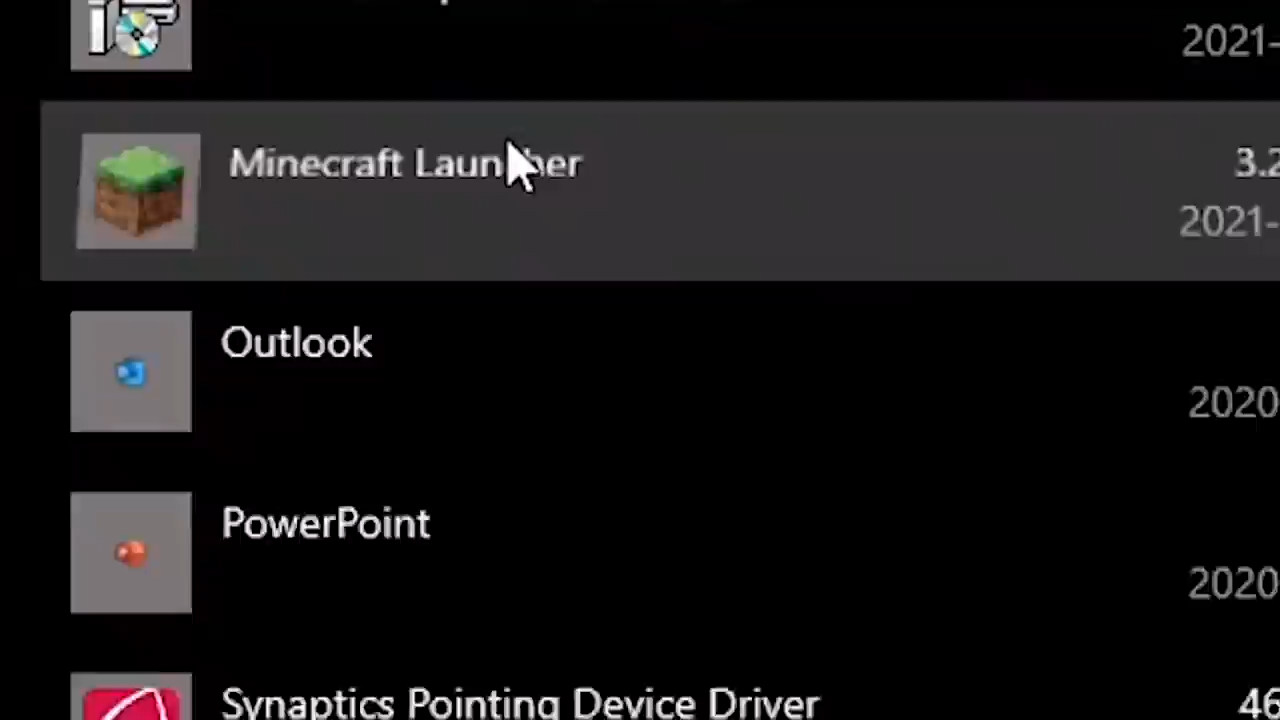 2021-
Minecraft Launcher
3.2
2021-
Outlook
2020
PowerPoint
2020
Synaptics Pointing Device Driver
46